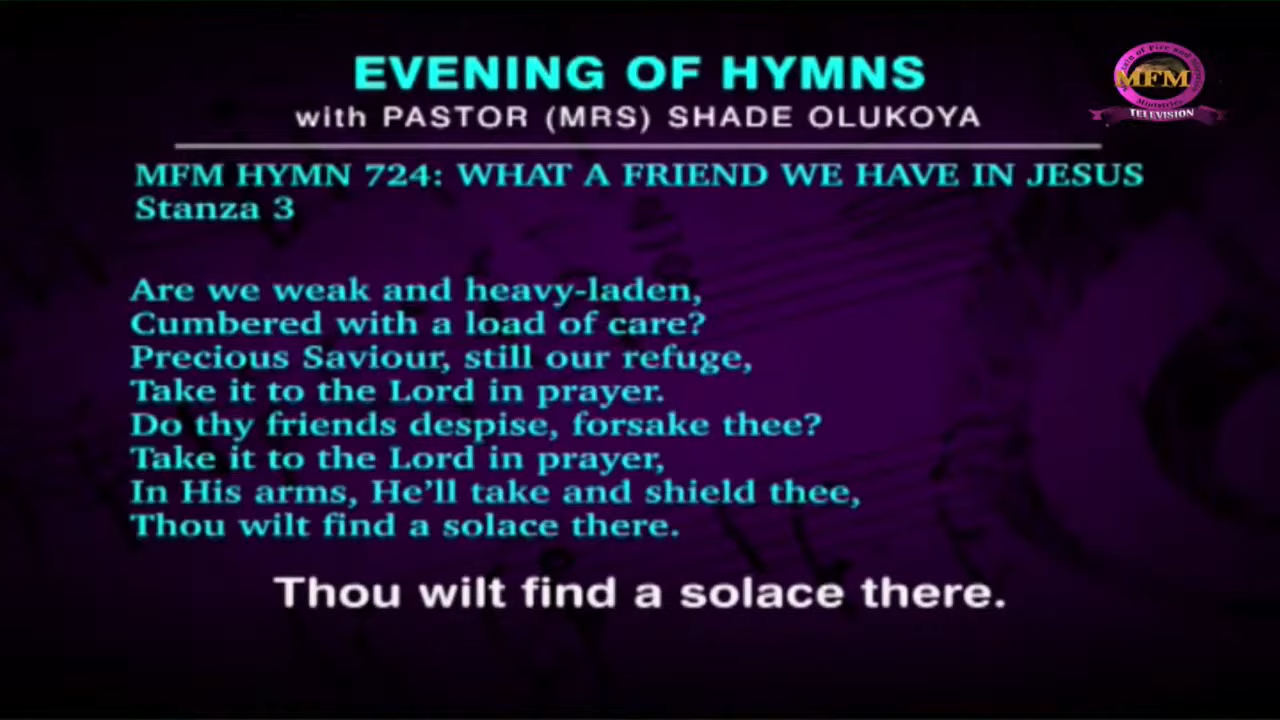 EVENING OF HYMNS
with PASTOR (MRS) SHADE OLUKOYA
MFM
Ministries
TELEVISION
MFM HYMN 724: WHAT A FRIEND WE HAVE IN JESUS
Stanza 3
Are we weak and heavy-laden,
Cumbered with a load of care?
Precious Saviour, still our refuge,
Take it to the Lord in prayer.
Do thy friends despise, forsake thee?
Take it to the Lord in prayer,
In His arms, He’ll take and shield thee,
Thou wilt find a solace there.
Thou wilt find a solace there.